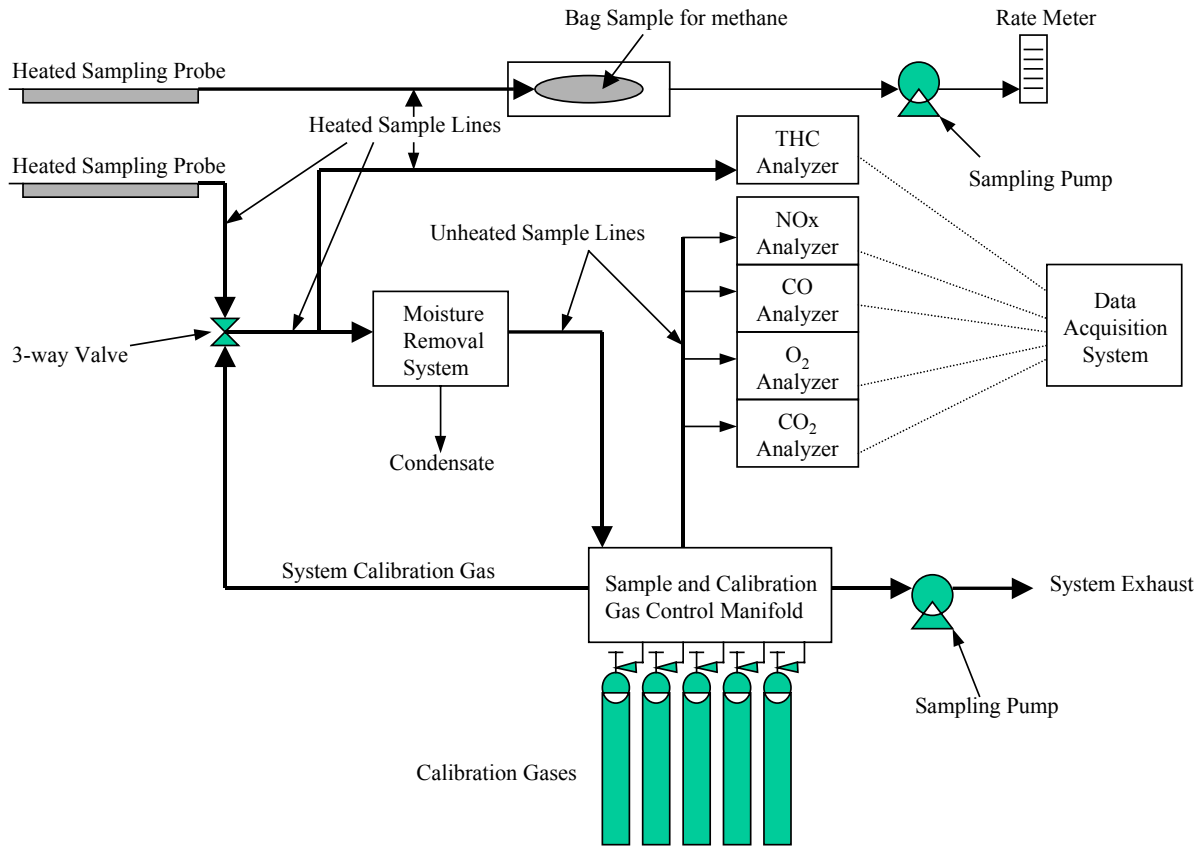 Bag Sample for methane
Rate Meter
Heated Sampling Probe
Heated Sample Lines
THC
Analyzer
Sampling Pump
Heated Sampling Probe
Unheated Sample Lines
NOx
Analyzer
CO
Analyzer
O2
Analyzer
CO2
Analyzer
Data
Acquisition
System
Moisture
Removal
System
3-way Valve
Condensate
System Calibration Gas
Sample and Calibration
Gas Control Manifold
System Exhaust
Sampling Pump
Calibration Gases